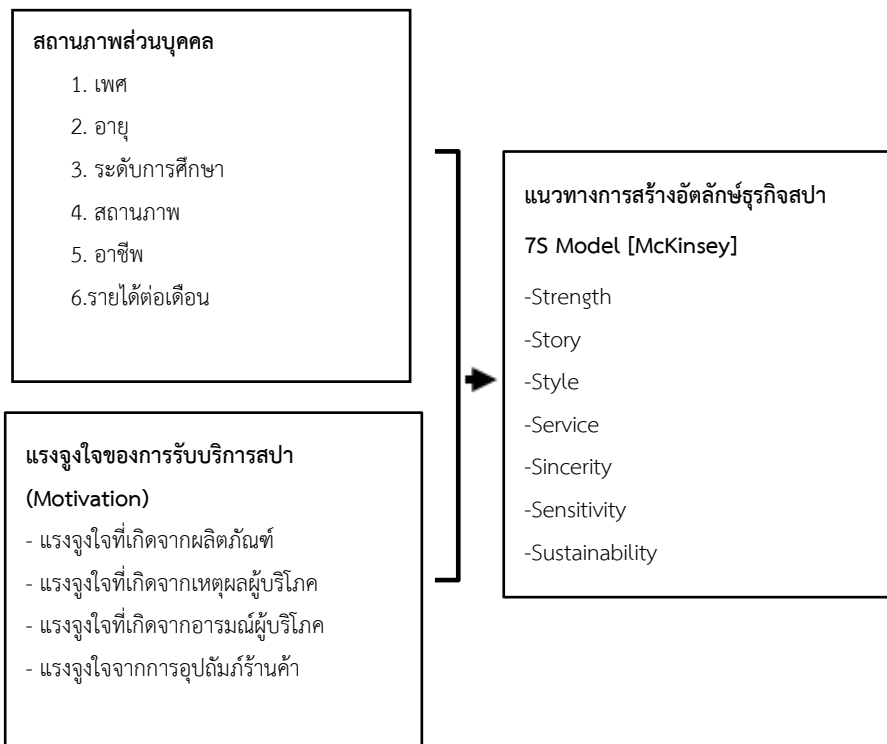 สถานภาพส่วนบุคคล
1. เพศ
2. อายุ
3. ระดับการศึกษา
4. สถานภาพ
5. อาชีพ
6.รายได้ต่อเดือน
แรงจูงใจของการรับบริการสปา
(Motivation)
- แรงจูงใจที่เกิดจากผลิตภัณฑ์
- แรงจูงใจที่เกิดจากเหตุผลผู้บริโภค
- แรงจูงใจที่เกิดจากอารมณ์ผู้บริโภค
- แรงจูงใจจากการอุปถัมภ์ร้านค้า
แนวทางการสร้างอัตลักษ์ธุรกิจสปา
7S Model [McKinsey]
-Strength
-Story
-Style
-Service
-Sincerity
-Sensitivity
-Sustainability